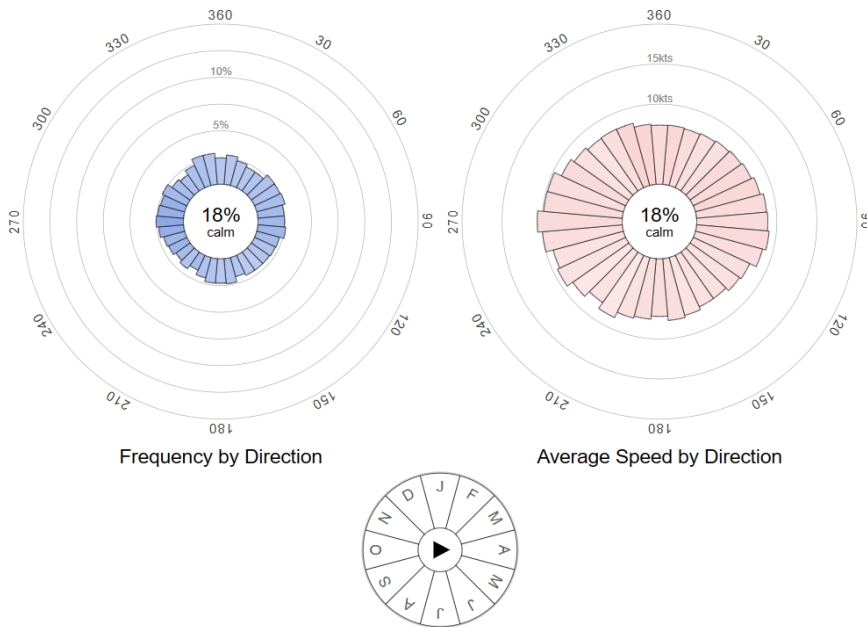 360
30
60
90
120
150
180
210
240
270
300
330
10%
5%
18%
calm
Frequency by Direction
360
30
60
90
120
150
180
210
240
270
300
330
15kts
10kts
18%
calm
Average Speed by Direction
J
F
M
A
M
J
J
A
S
O
N
D